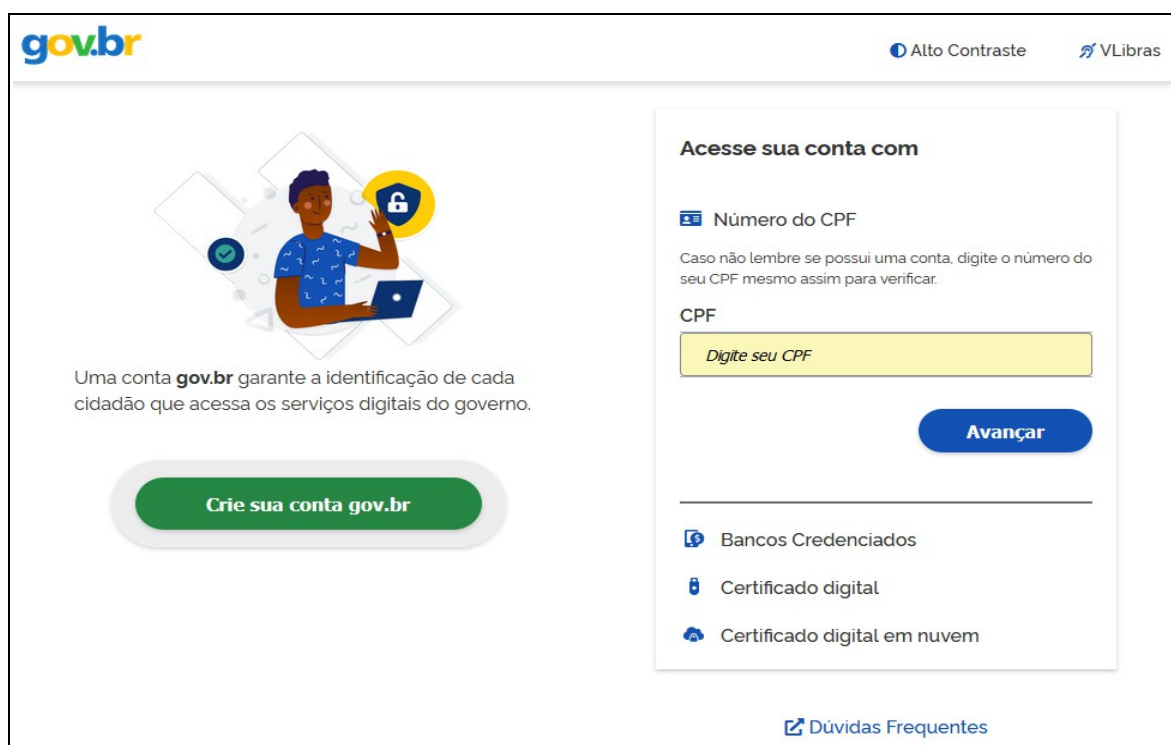 gov.br
Alto Contraste
VLibras
Uma conta gov.br garante a identificação de cada
cidadão que acessa os serviços digitais do governo.
Crie sua conta gov.br
Acesse sua conta com
Número do CPF
Caso não lembre se possui uma conta, digite o número do
seu CPF mesmo assim para verificar.
CPF
Digite seu CPF
Avançar
Bancos Credenciados
Certificado digital
Certificado digital em nuvem
Dúvidas Frequentes